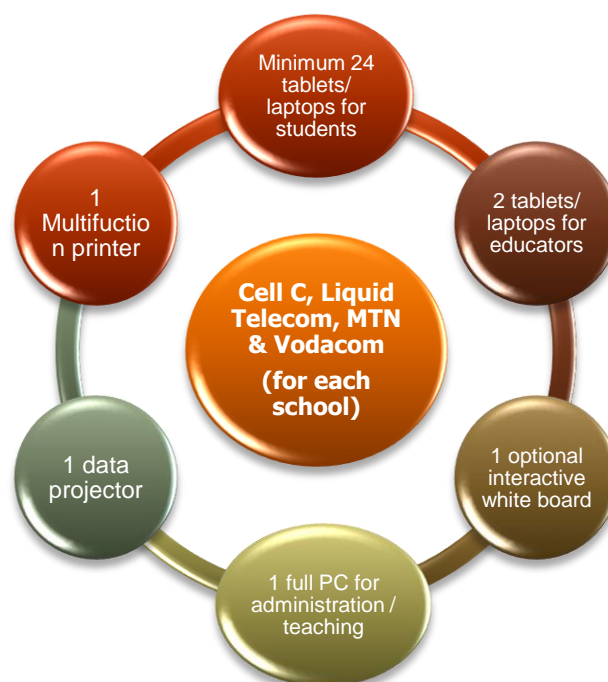 Minimum 24
tablets/
laptops for
students
2 tablets/
laptops for
educators
1 optional
interactive
white board
1 full PC for
administration /
teaching
1 data
projector
1
Multifuctio
n printer
Cell C, Liquid
Telecom, MTN
& Vodacom
(for each
school)